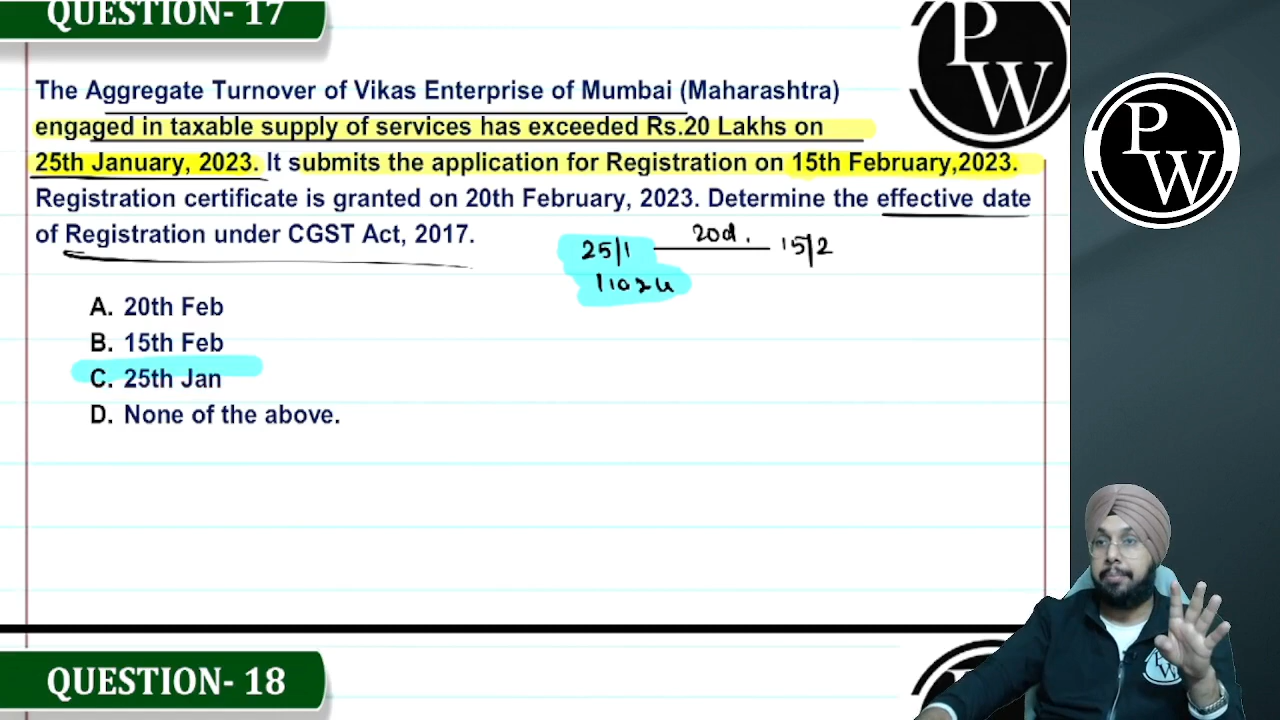 QUESTION- 17
The Aggregate Turnover of Vikas Enterprise of Mumbai (Maharashtra)
engaged in taxable supply of services has exceeded Rs.20 Lakhs on
25th January, 2023. It submits the application for Registration on 15th February,2023.
Registration certificate is granted on 20th February, 2023. Determine the effective date
of Registration under CGST Act, 2017.
25/1 20d. 15/2
A. 20th Feb
B. 15th Feb
C. 25th Jan
D. None of the above.
QUESTION- 18
PW
PW